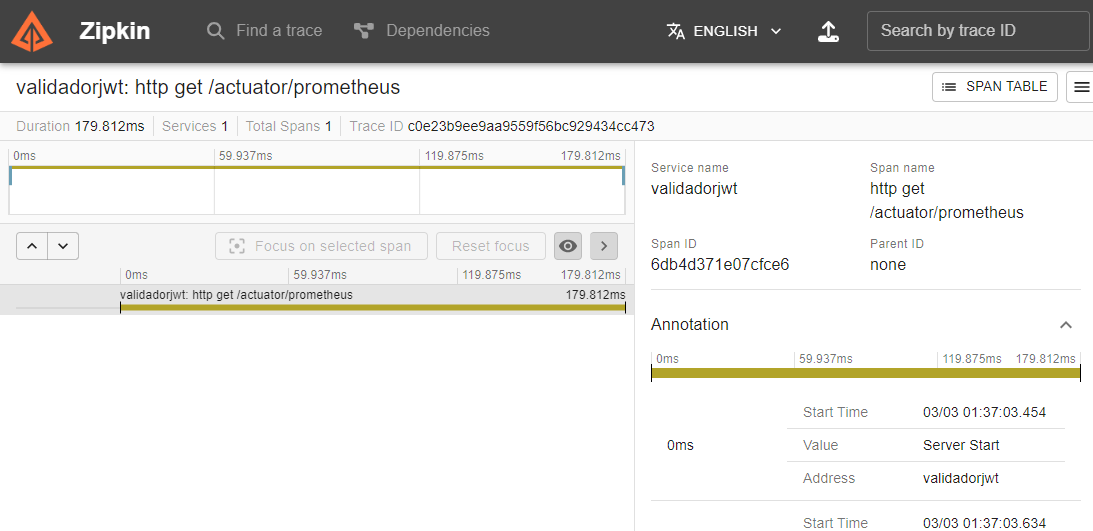 Zipkin
Find a trace
Dependencies
ENGLISH
Search by trace ID
validadorjwt: http get /actuator/prometheus
SPAN TABLE
Duration 179.812ms
Services 1
Total Spans 1
Trace ID c0e23b9ee9aa9559f56bc929434cc473
0ms 59.937ms 119.875ms 179.812ms
Focus on selected span
Reset focus
0ms 59.937ms 119.875ms 179.812ms
validadorjwt: http get /actuator/prometheus 179.812ms
Service name
validadorjwt
Span name
http get
/actuator/prometheus
Span ID
6db4d371e07cfce6
Parent ID
none
Annotation
0ms 59.937ms 119.875ms 179.812ms
0ms
Start Time 03/03 01:37:03.454
Value Server Start
Address validadorjwt
Start Time 03/03 01:37:03.634